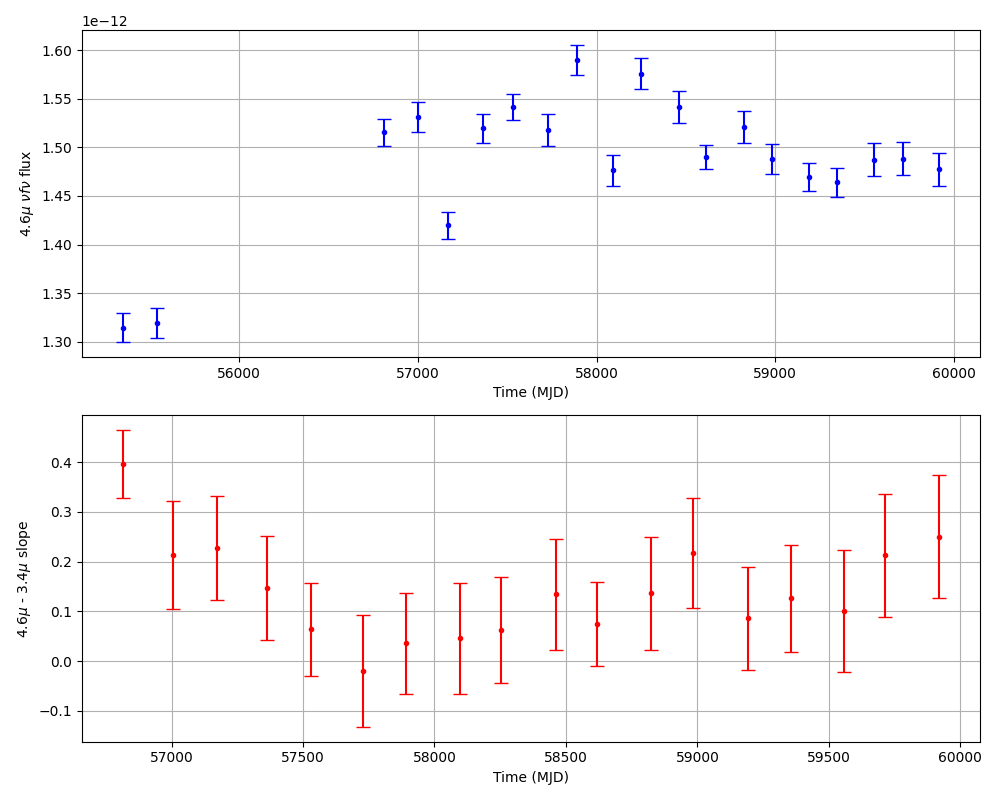 1e−12
1.60
1.55
1.50
1.45
1.40
1.35
1.30
4.6μ νfν flux
56000 57000 58000 59000 60000
Time (MJD)
0.4
0.3
0.2
0.1
0.0
−0.1
4.6μ - 3.4μ slope
57000 57500 58000 58500 59000 59500 60000
Time (MJD)